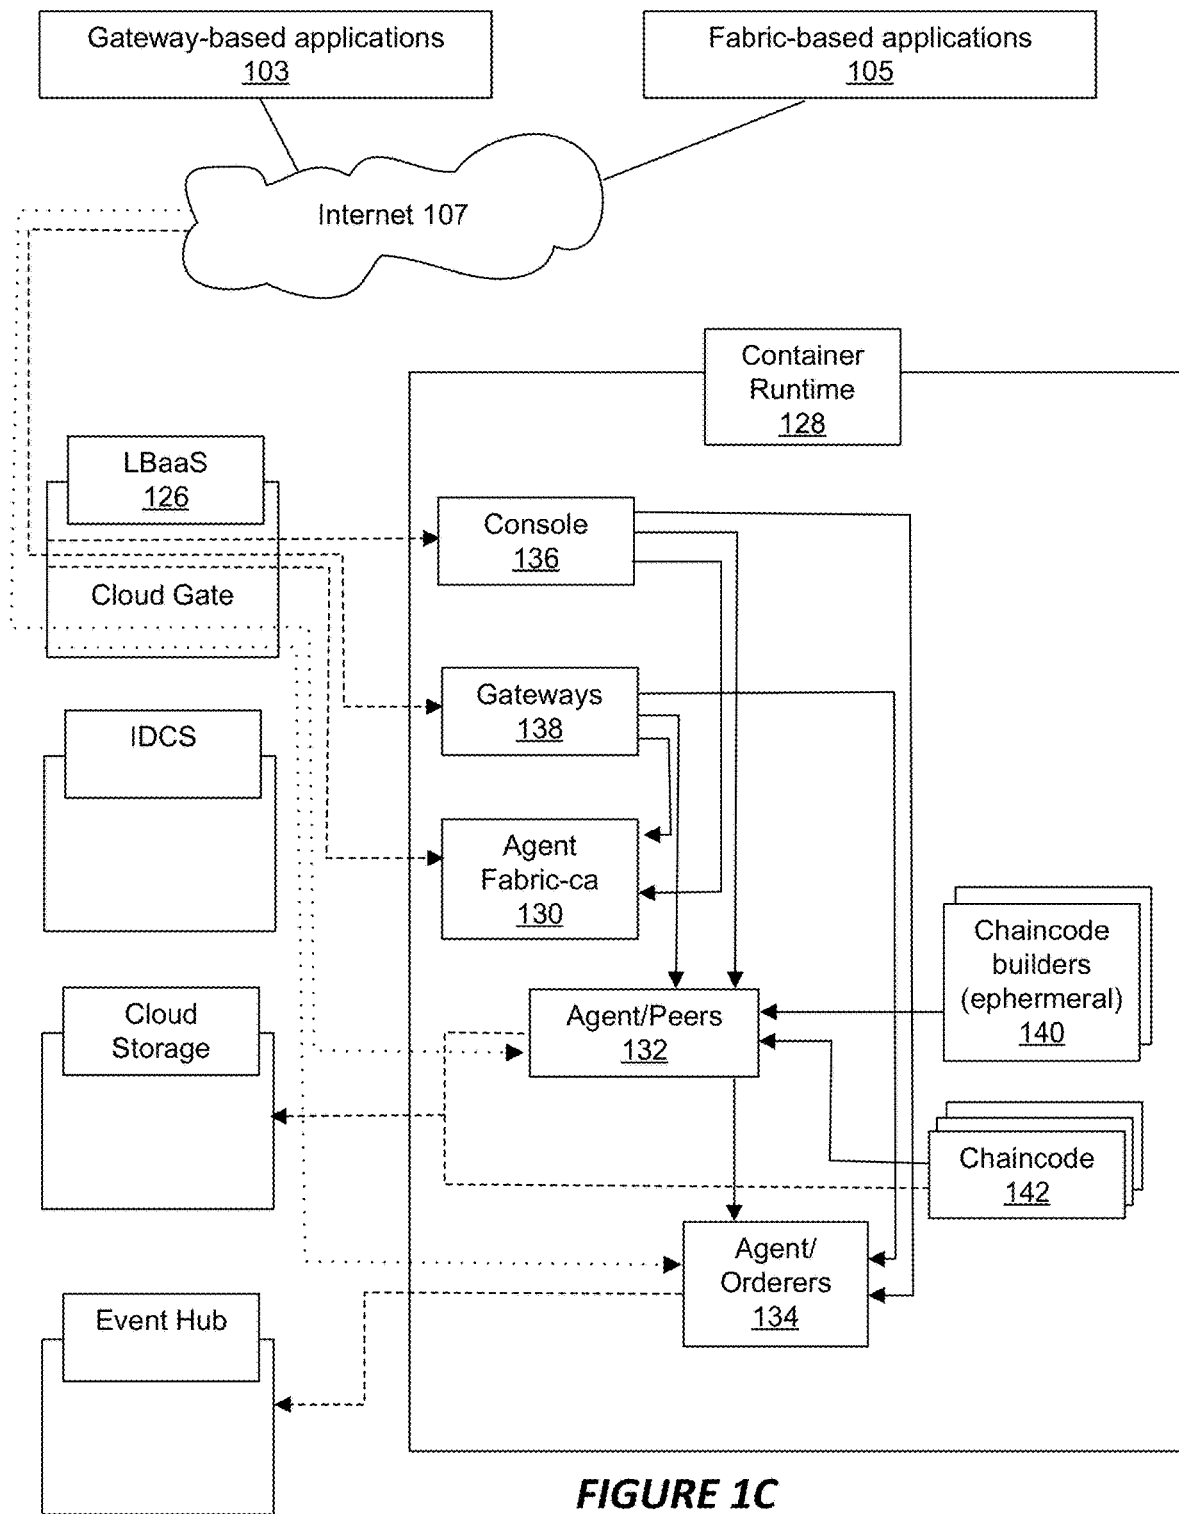 Gateway-based applications
103
Fabric-based applications
105
Internet 107
Container
Runtime
128
LBaaS
126
Cloud Gate
Console
136
Gateways
138
IDCS
Agent
Fabric-ca
130
Chaincode
builders
(ephermeral)
140
Cloud
Storage
Agent/Peers
132
Chaincode
142
Agent/
Orderers
134
Event Hub
FIGURE 1C